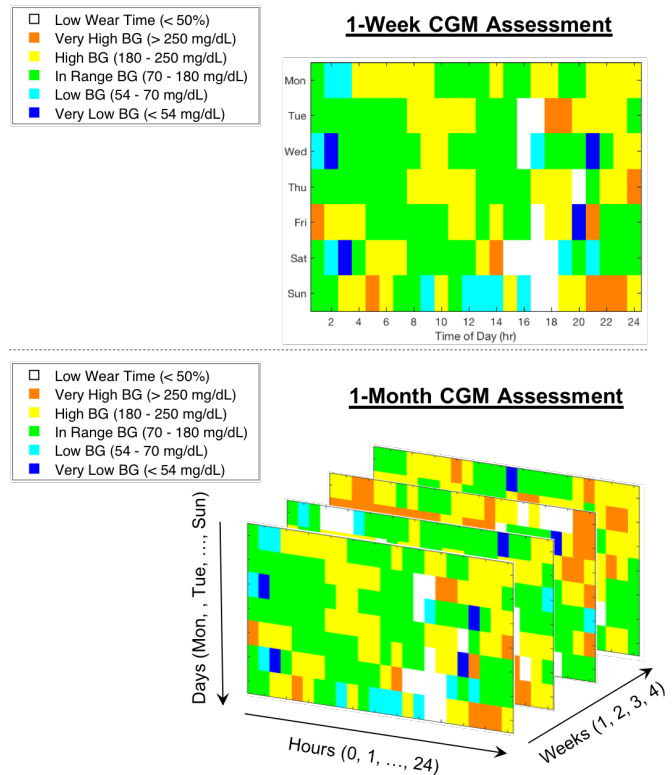 Low Wear Time (< 50%)
Very High BG (> 250 mg/dL)
High BG (180 - 250 mg/dL)
In Range BG (70 - 180 mg/dL)
Low BG (54 - 70 mg/dL)
Very Low BG (< 54 mg/dL)
1-Week CGM Assessment
Mon
Tue
Wed
Thu
Fri
Sat
Sun
2 4 6 8 10 12 14 16 18 20 22 24
Time of Day (hr)
Low Wear Time (< 50%)
Very High BG (> 250 mg/dL)
High BG (180 - 250 mg/dL)
In Range BG (70 - 180 mg/dL)
Low BG (54 - 70 mg/dL)
Very Low BG (< 54 mg/dL)
1-Month CGM Assessment
Days (Mon, , Tue, …, Sun)
Hours (0, 1, …, 24)
Weeks (1, 2, 3, 4)